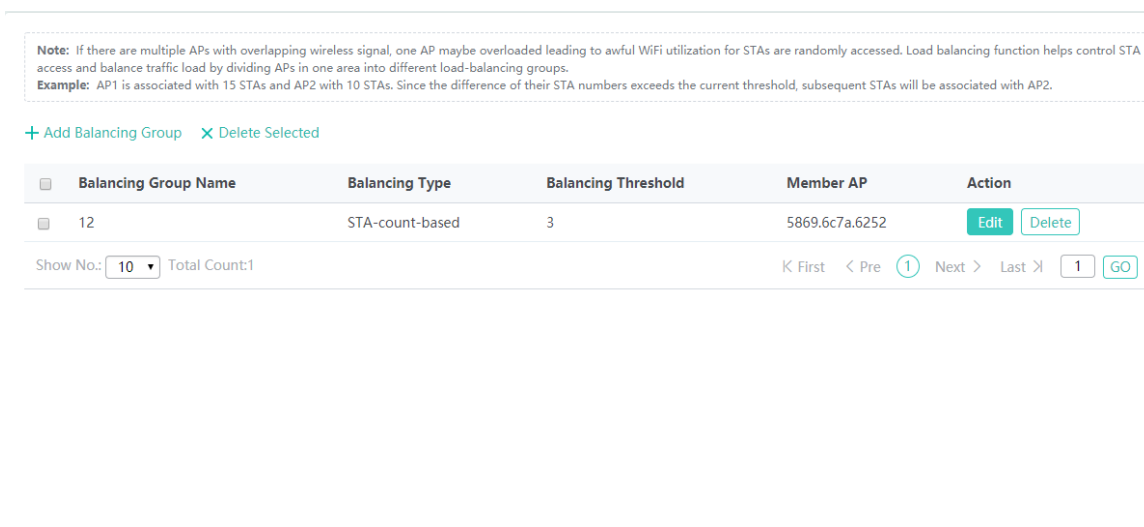 Note: If there are multiple APs with overlapping wireless signal, one AP maybe overloaded leading to awful WiFi utilization for STAs are randomly accessed. Load balancing function helps control STA
access and balance traffic load by dividing APs in one area into different load-balancing groups.
Example: AP1 is associated with 15 STAs and AP2 with 10 STAs. Since the difference of their STA numbers exceeds the current threshold, subsequent STAs will be associated with AP2.
Add Balancing Group Delete Selected
Balancing Group Name Balancing Type Balancing Threshold Member AP Action
12 STA-count-based 3 5869.6c7a.6252 Edit Delete
Show No.: 10 Total Count:1 First Pre 1 Next Last 1 GO